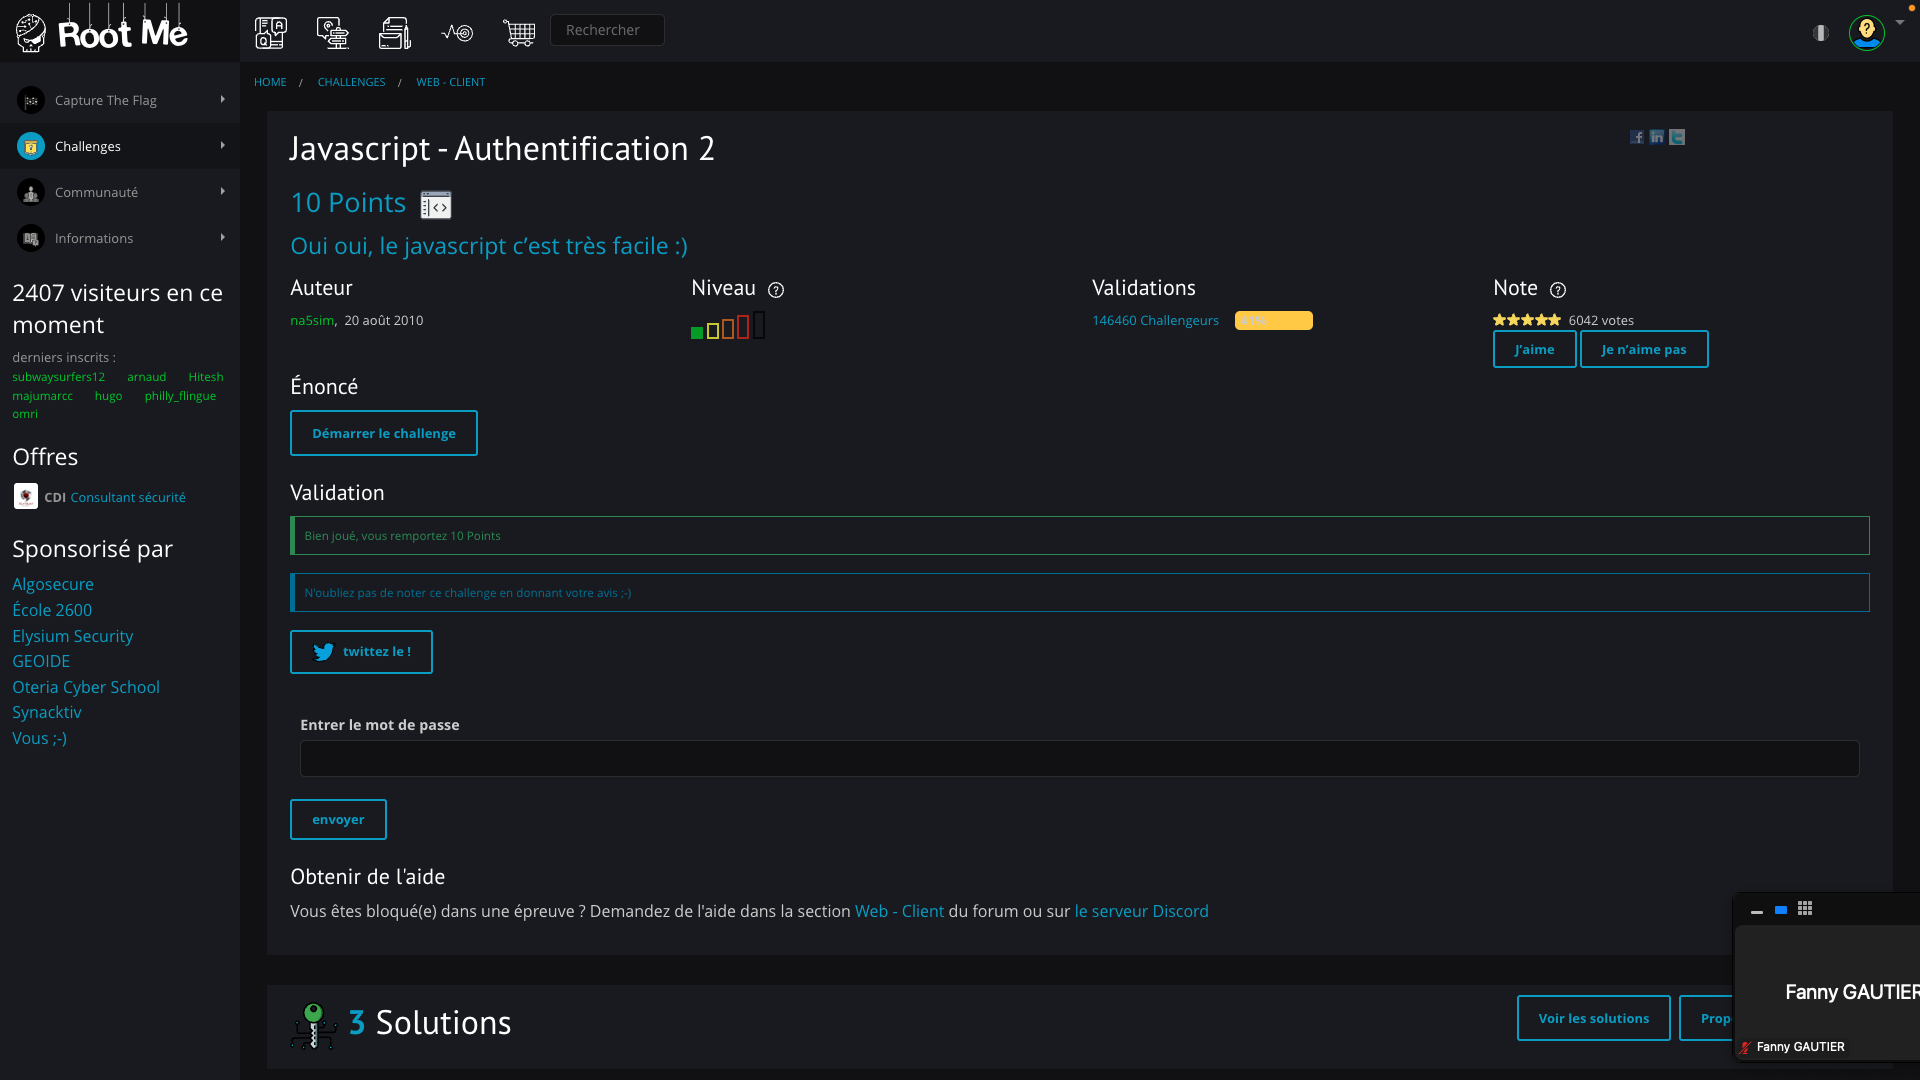 Root Me
Rechercher
Capture The Flag
Challenges
Communauté
Informations
2407 visiteurs en ce
moment
derniers inscrits :
subwaysurfers12 arnaud Hitesh
majumarcc hugo philly_flingue
omri
Offres
CDI Consultant sécurité
Sponsorisé par
Algosecure
École 2600
Elysium Security
GEOIDE
Oteria Cyber School
Synacktiv
Vous ;-)
HOME / CHALLENGES / WEB - CLIENT
Javascript - Authentification 2
10 Points
Oui oui, le javascript c’est très facile :)
Auteur
na5sim, 20 août 2010
Niveau
Validations
146460 Challengeurs
Note
6042 votes
J’aime Je n’aime pas
Énoncé
Démarrer le challenge
Validation
Bien joué, vous remportez 10 Points
N'oubliez pas de noter ce challenge en donnant votre avis ;-)
twittez le !
Entrer le mot de passe
envoyer
Obtenir de l'aide
Vous êtes bloqué(e) dans une épreuve ? Demandez de l'aide dans la section Web - Client du forum ou sur le serveur Discord
3 Solutions
Voir les solutions
Prop
Fanny GAUTIER
Fanny GAUTIER